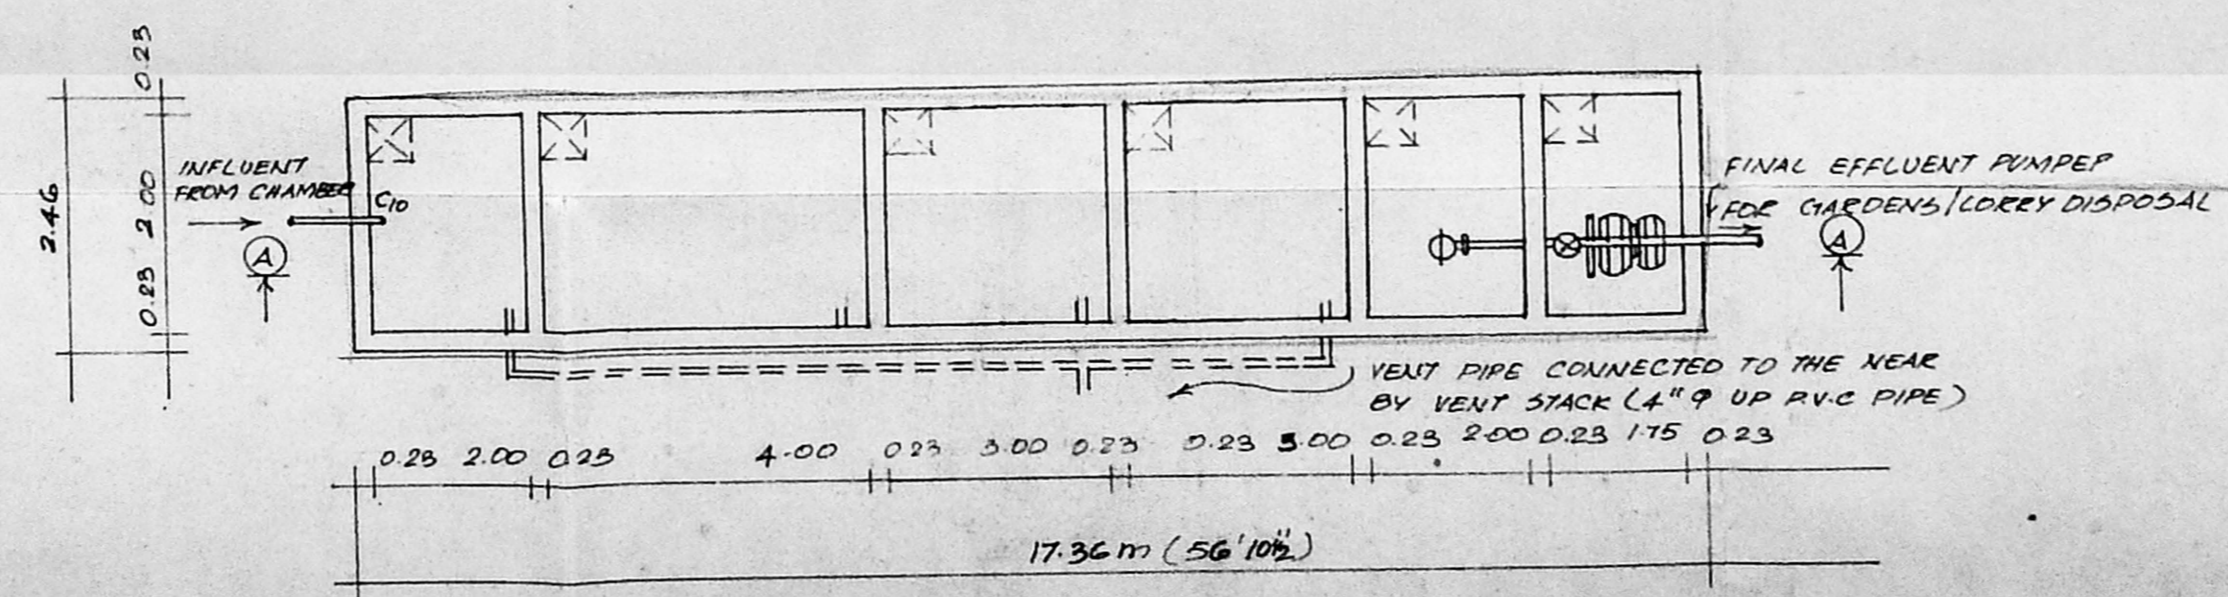 0.23
2.46
2.00
0.23
INFLUENT
FROM CHAMBER
C10
A
FINAL EFFLUENT PUMPEP
FOR GARDENS/LORRY DISPOSAL
A
VENT PIPE CONNECTED TO THE NEAR
BY VENT STACK (4" φ UP P.V.C PIPE)
0.23 2.00 0.23 4.00 0.23 3.00 0.23 0.23 3.00 0.23 2.00 0.23 1.75 0.23
17.36m (56'10½")